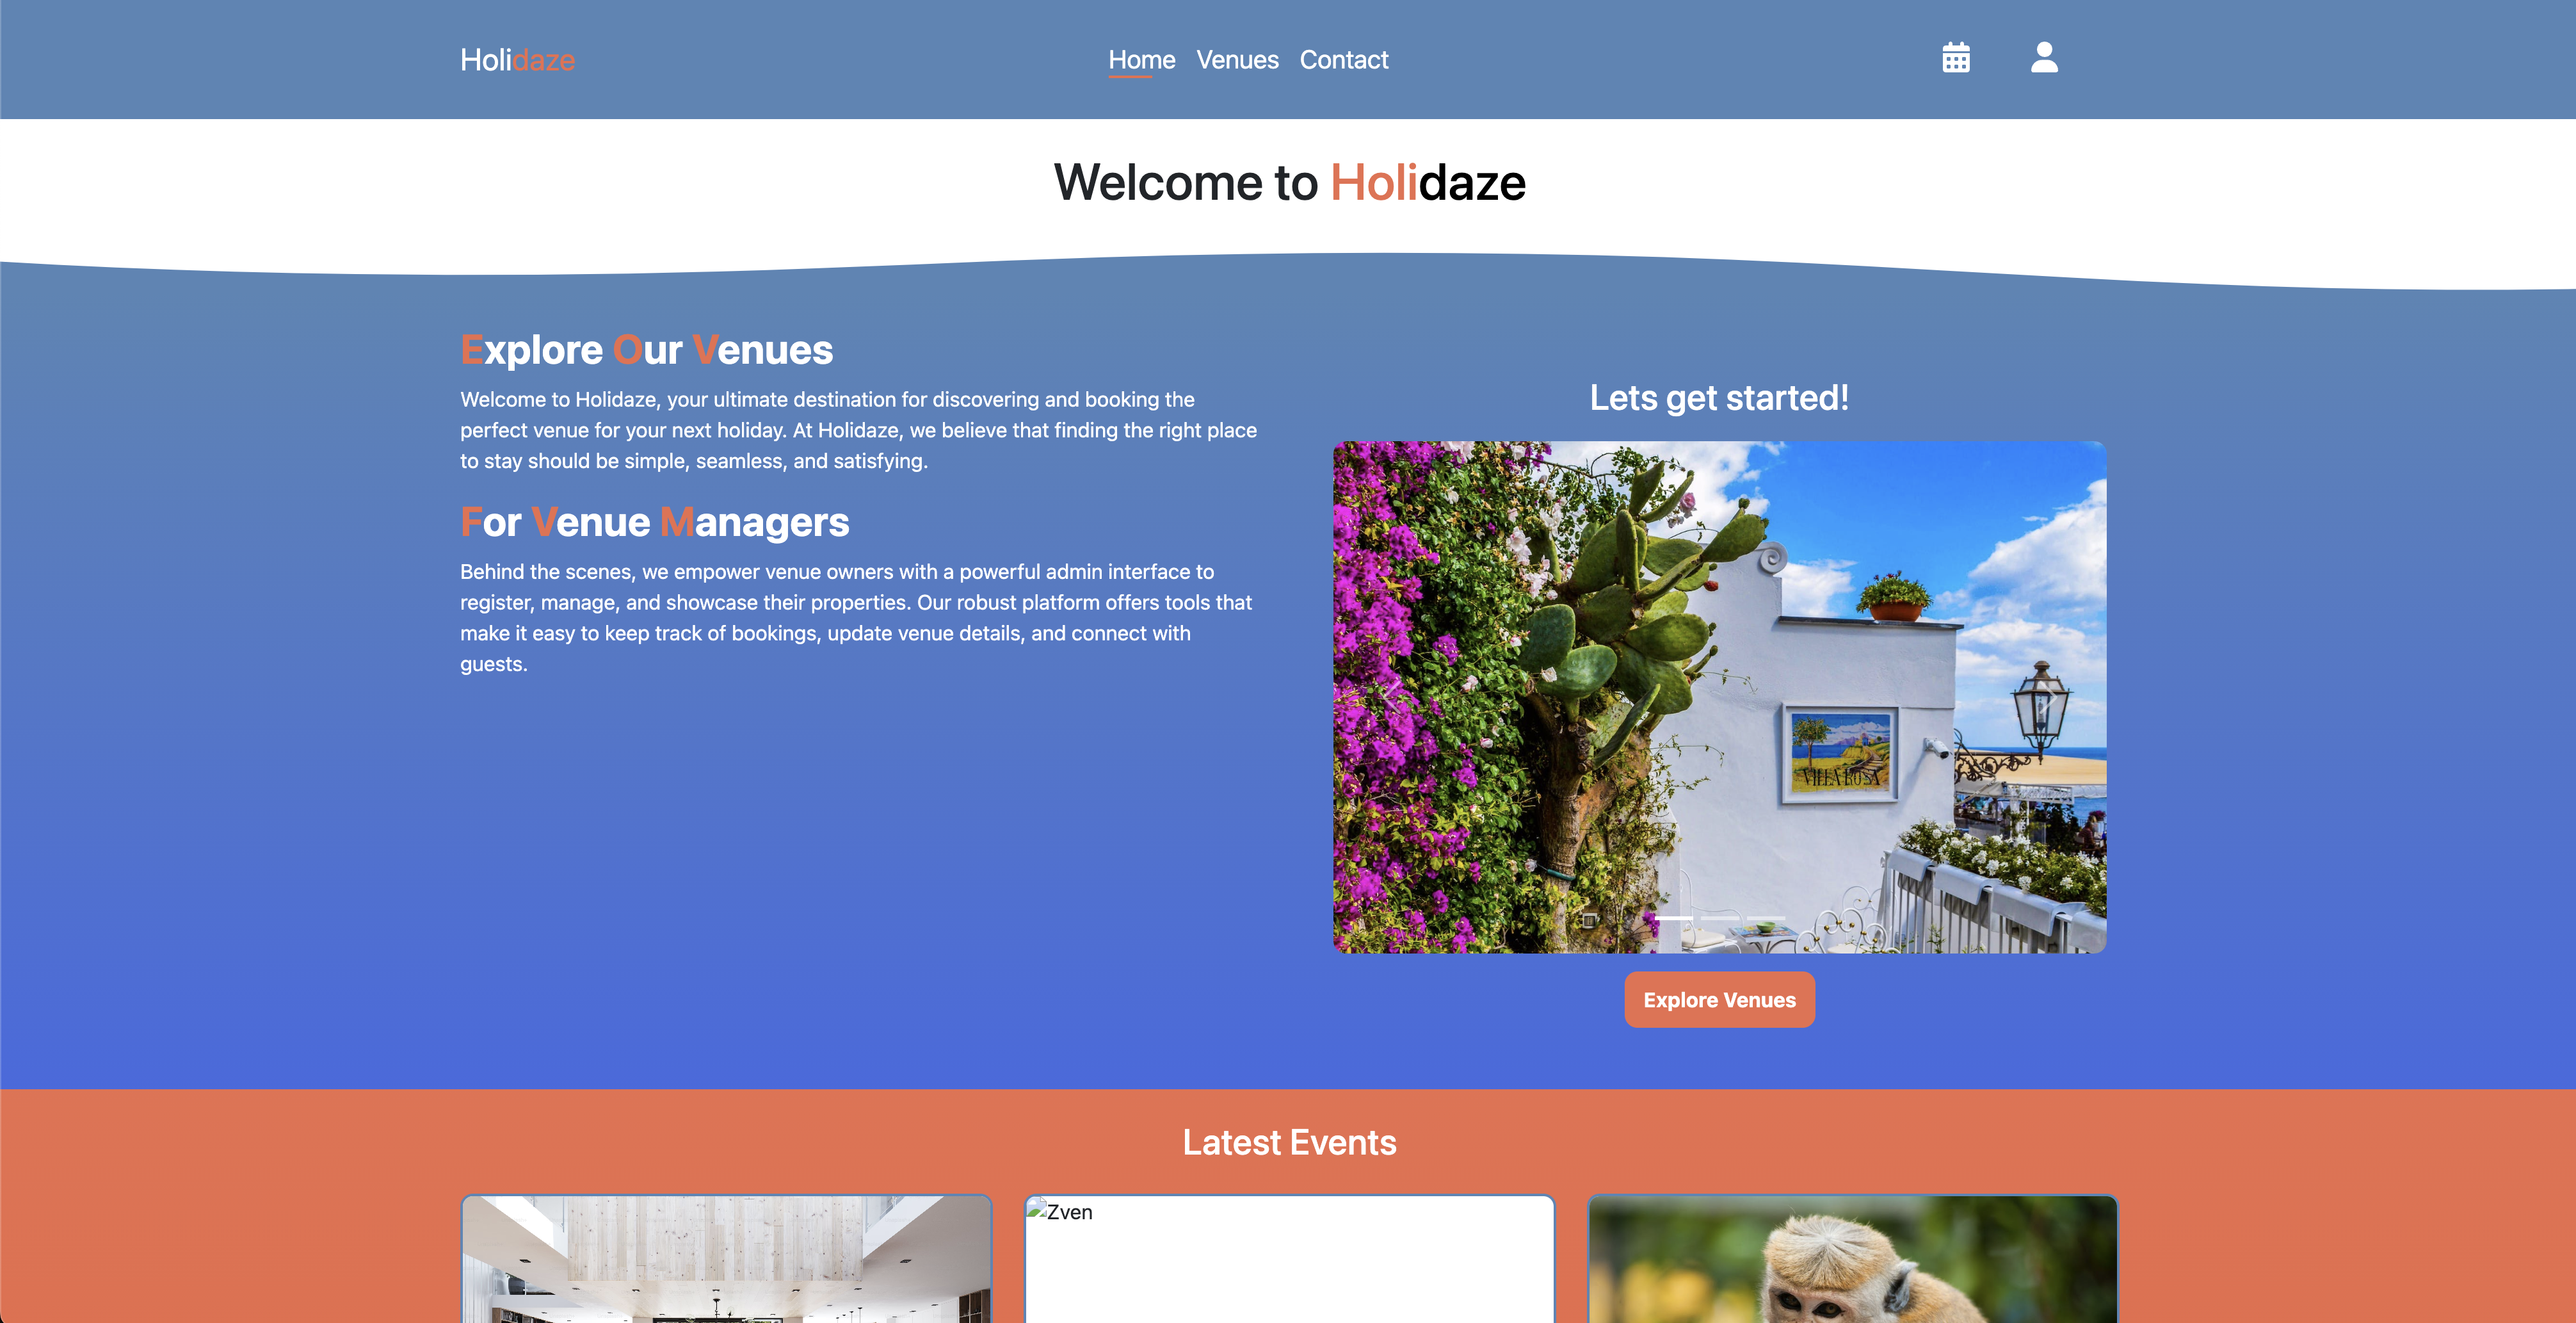 Holidaze
Home Venues Contact
Welcome to Holidaze
Explore Our Venues
Welcome to Holidaze, your ultimate destination for discovering and booking the
perfect venue for your next holiday. At Holidaze, we believe that finding the right place
to stay should be simple, seamless, and satisfying.
For Venue Managers
Behind the scenes, we empower venue owners with a powerful admin interface to
register, manage, and showcase their properties. Our robust platform offers tools that
make it easy to keep track of bookings, update venue details, and connect with
guests.
Lets get started!
VILLA ROSA
Explore Venues
Latest Events
Zven